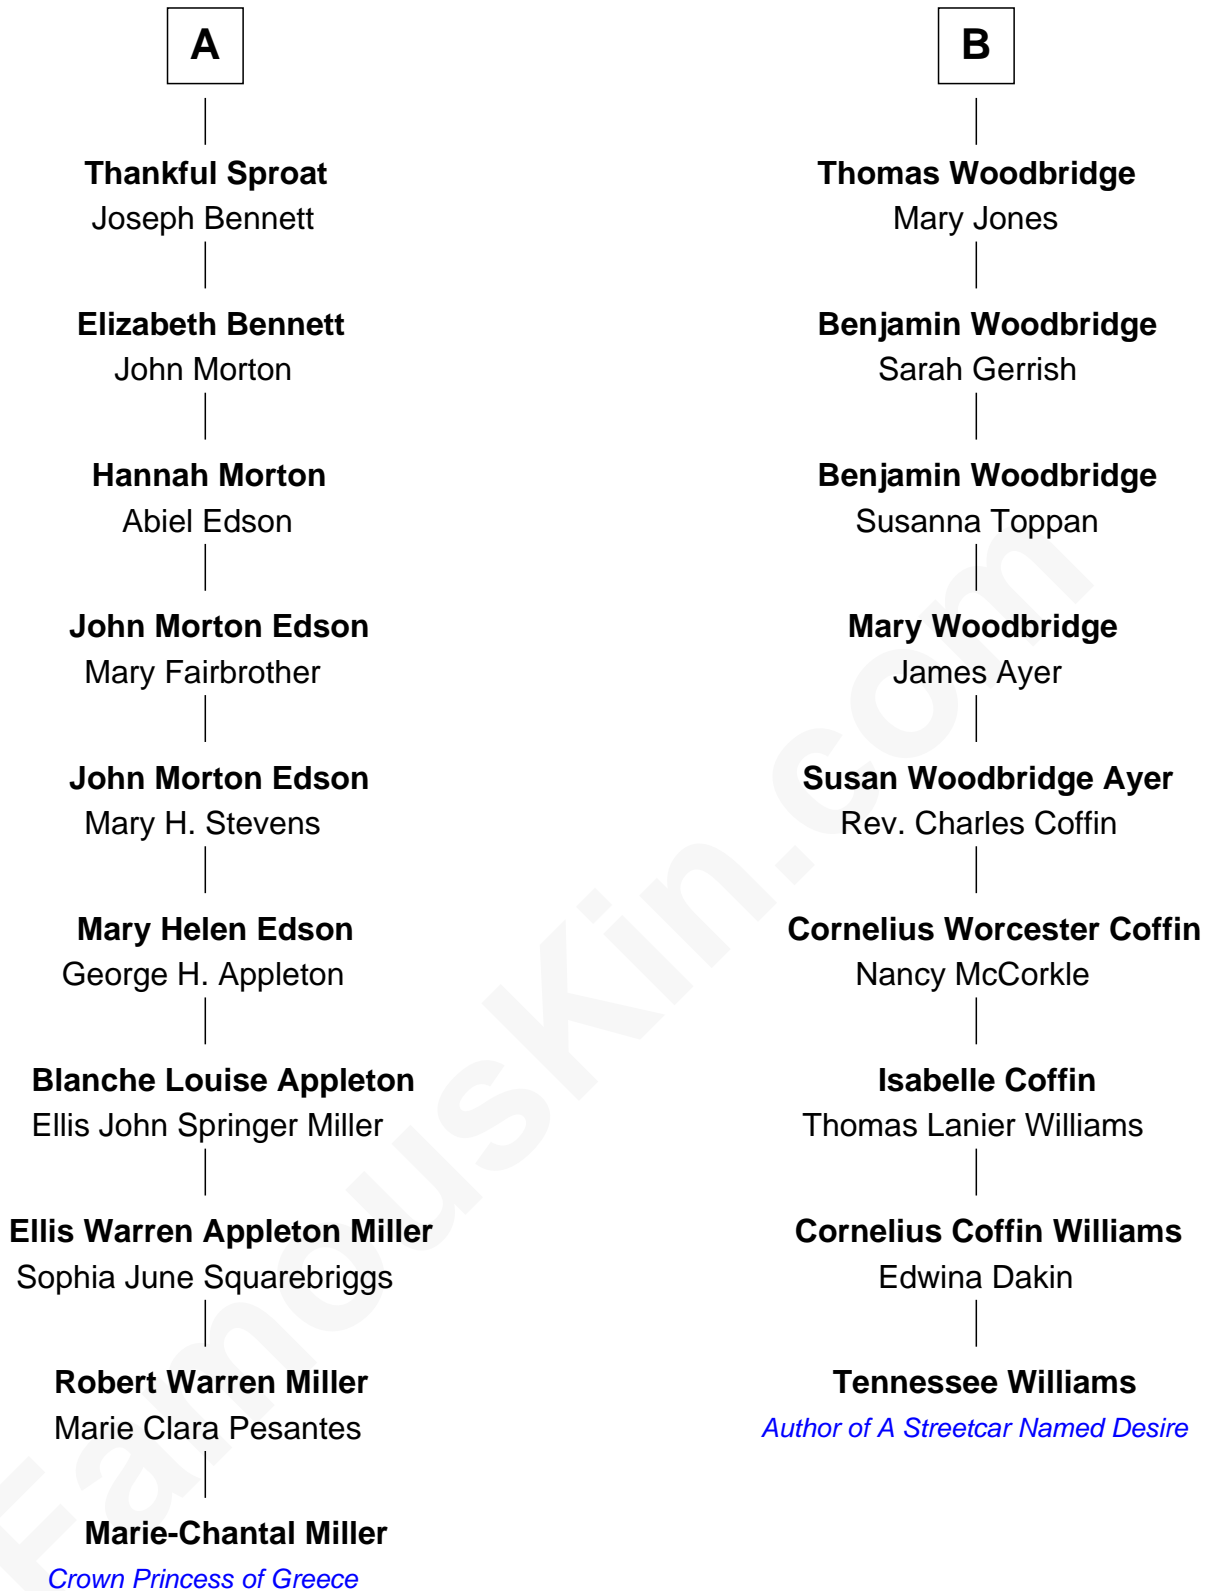 A
Thankful Sproat
Joseph Bennett
Elizabeth Bennett
John Morton
Hannah Morton
Abiel Edson
John Morton Edson
Mary Fairbrother
John Morton Edson
Mary H. Stevens
Mary Helen Edson
George H. Appleton
Blanche Louise Appleton
Ellis John Springer Miller
Ellis Warren Appleton Miller
Sophia June Squarebriggs
Robert Warren Miller
Marie Clara Pesantes
Marie-Chantal Miller
Crown Princess of Greece
B
Thomas Woodbridge
Mary Jones
Benjamin Woodbridge
Sarah Gerrish
Benjamin Woodbridge
Susanna Toppan
Mary Woodbridge
James Ayer
Susan Woodbridge Ayer
Rev. Charles Coffin
Cornelius Worcester Coffin
Nancy McCorkle
Isabelle Coffin
Thomas Lanier Williams
Cornelius Coffin Williams
Edwina Dakin
Tennessee Williams
Author of A Streetcar Named Desire
FamousKin.com